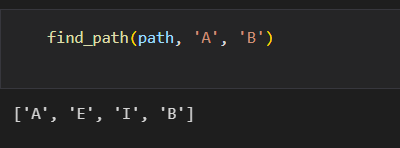 find_path(path, 'A', 'B')
['A', 'E', 'I', 'B']